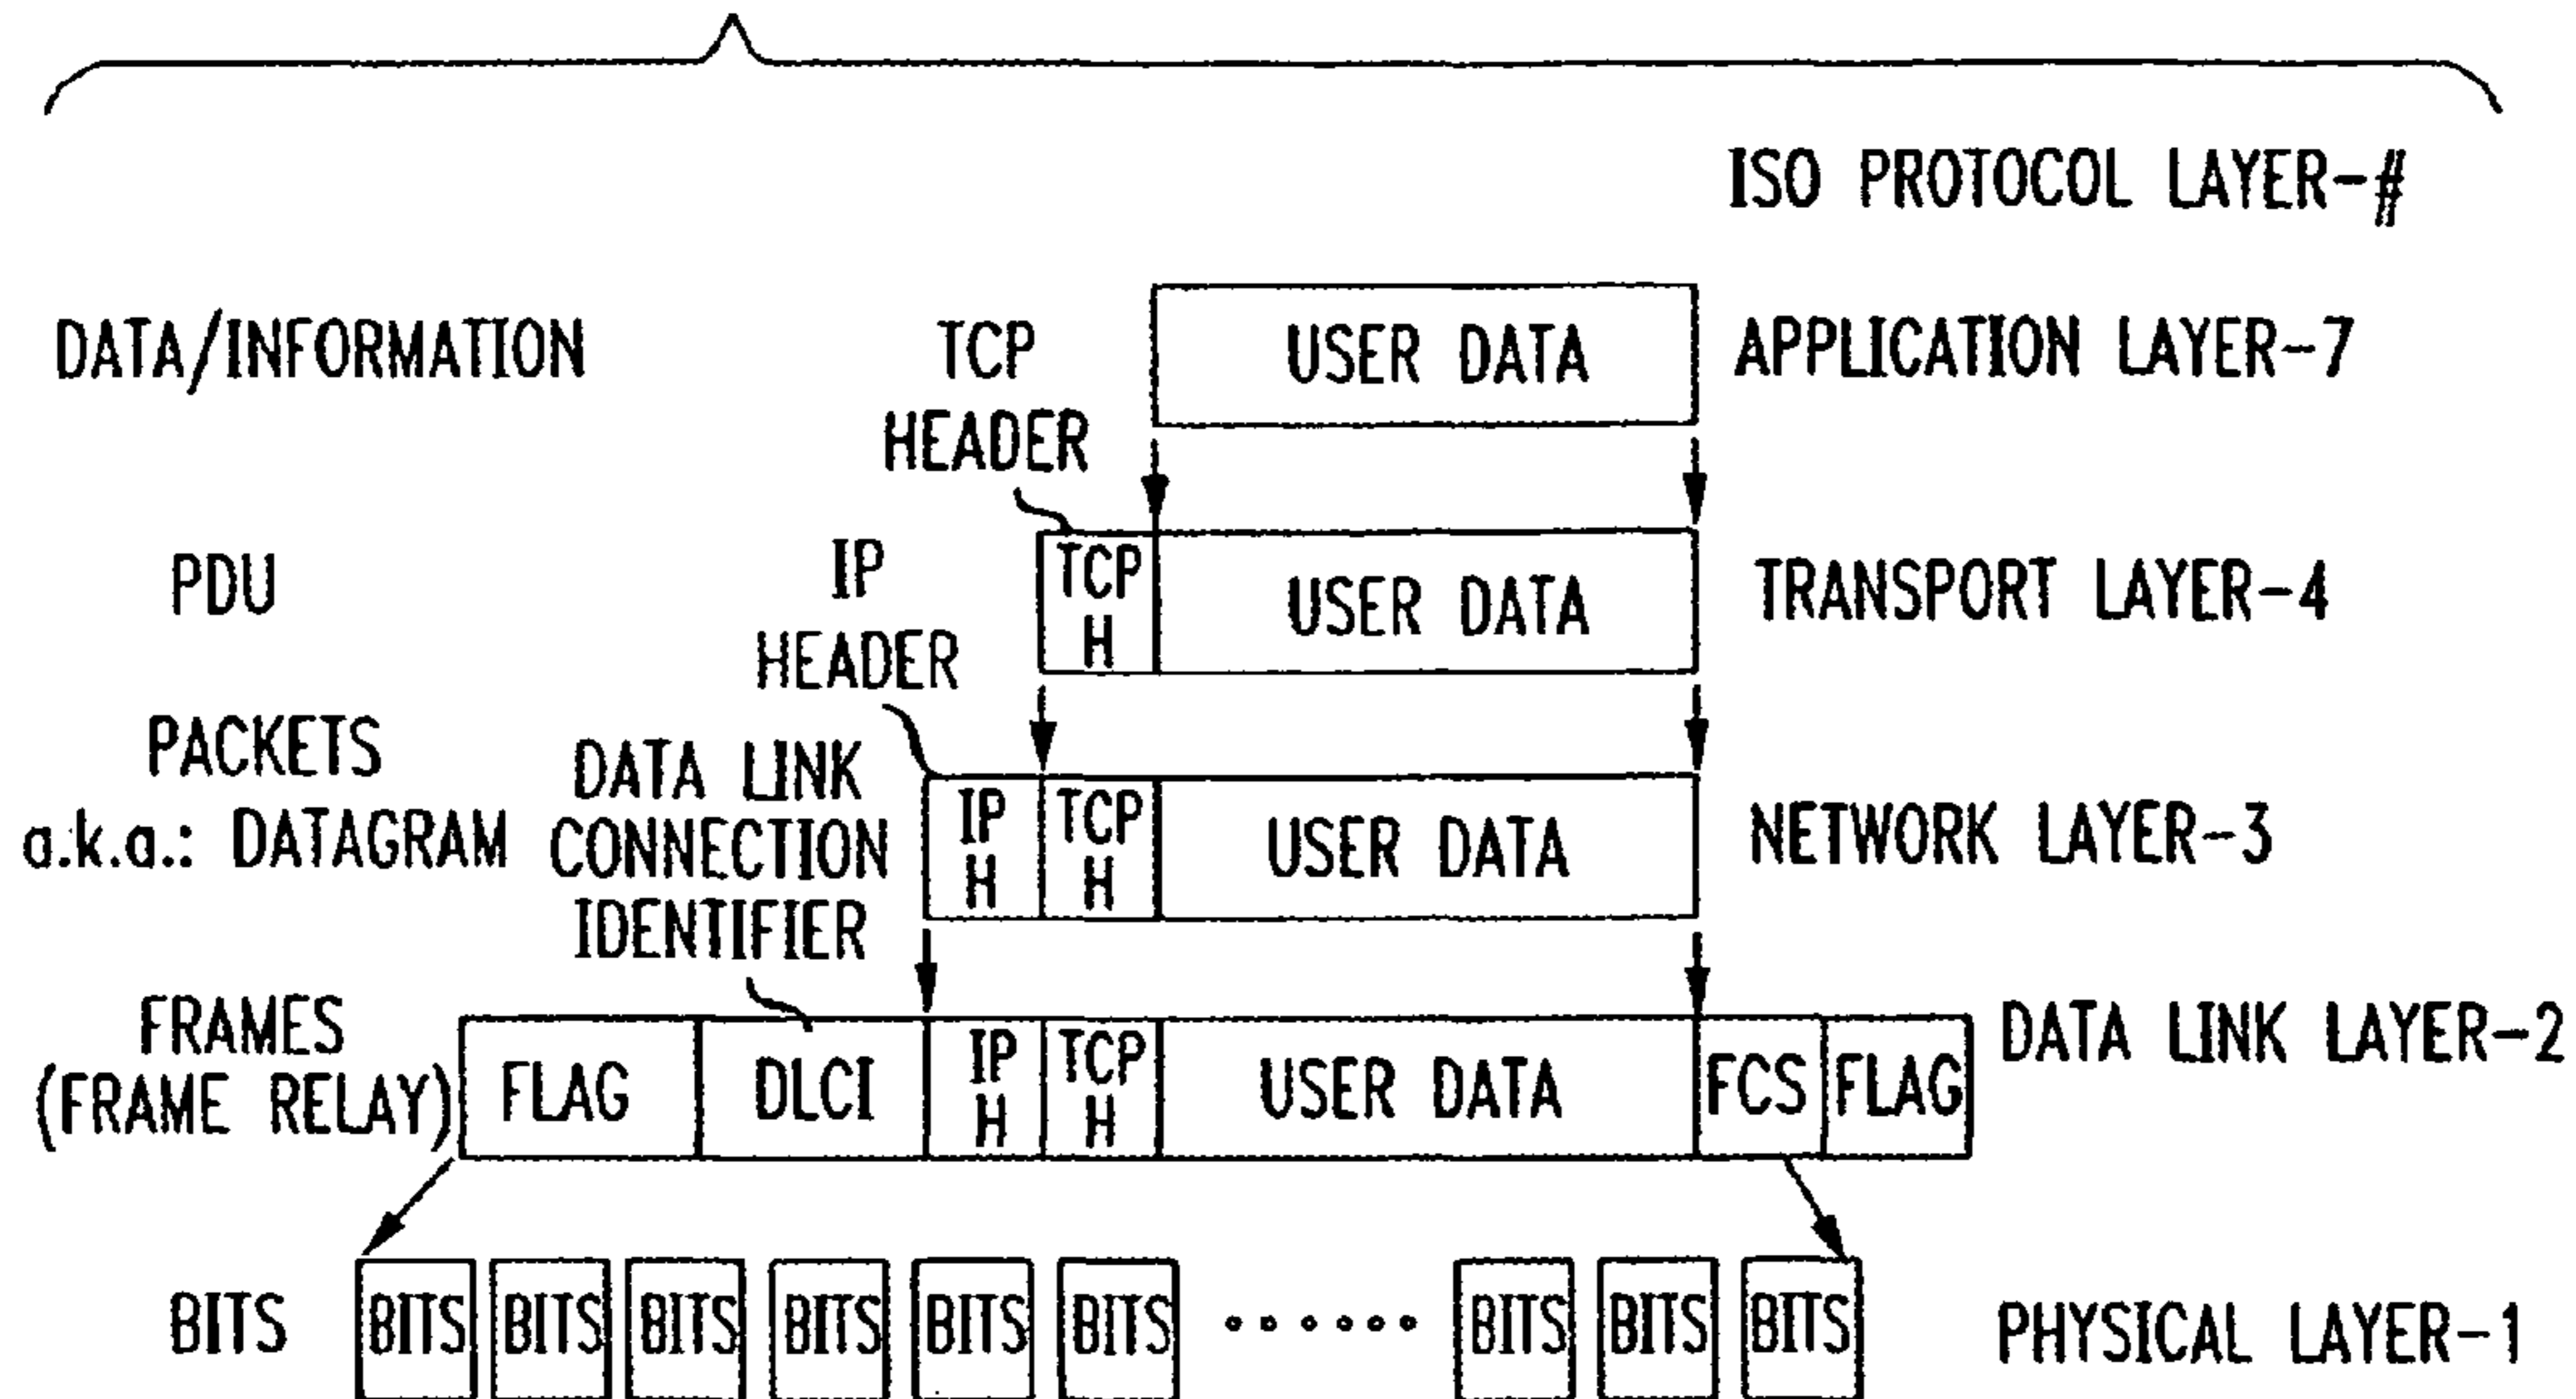 ISO PROTOCOL LAYER-#
DATA/INFORMATION
TCP
HEADER
USER DATA
APPLICATION LAYER-7
PDU
IP
HEADER
TCP
H
USER DATA
TRANSPORT LAYER-4
PACKETS
a.k.a.: DATAGRAM
DATA LINK
CONNECTION
IDENTIFIER
IP
H
TCP
H
USER DATA
NETWORK LAYER-3
FRAMES
(FRAME RELAY)
FLAG
DLCI
IP
H
TCP
H
USER DATA
FCS
FLAG
DATA LINK LAYER-2
BITS
BITS
BITS
BITS
BITS
BITS
BITS
......
BITS
BITS
BITS
PHYSICAL LAYER-1